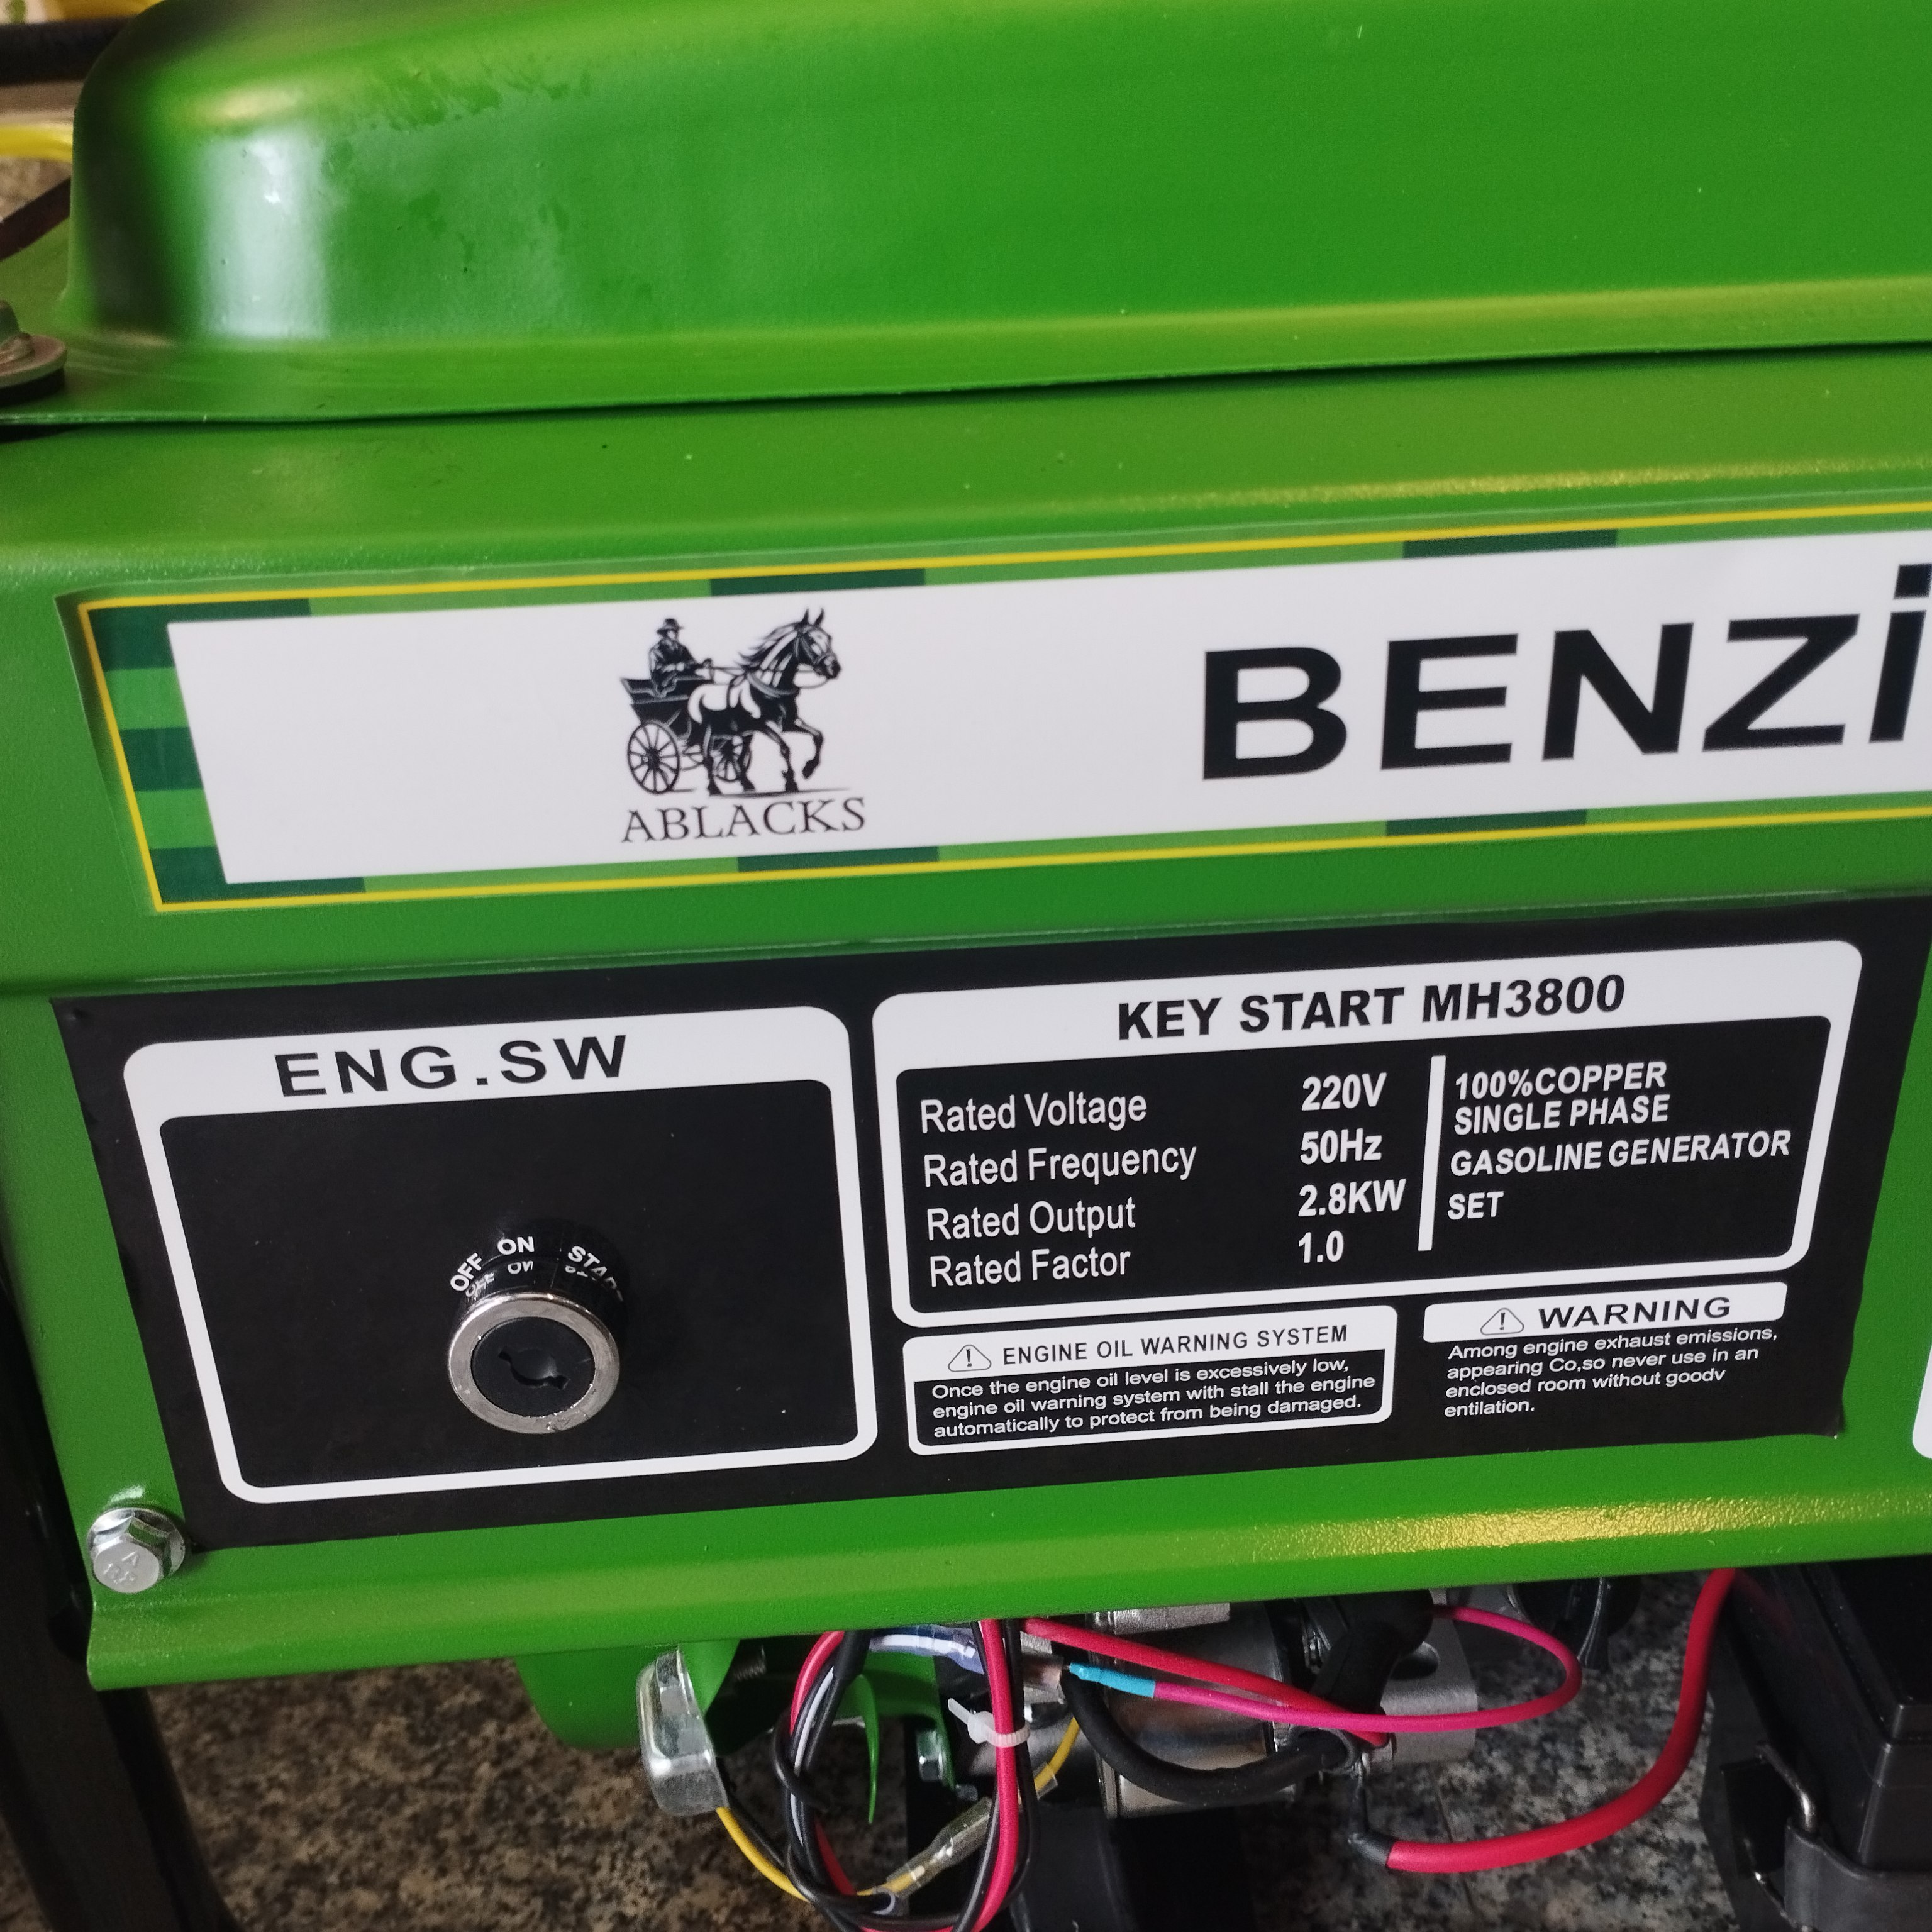 ABLACKS
BENZİ
ENG.SW
OFF ON START
KEY START MH3800
Rated Voltage 220V
Rated Frequency 50Hz
Rated Output 2.8KW
Rated Factor 1.0
100%COPPER
SINGLE PHASE
GASOLINE GENERATOR
SET
ENGINE OIL WARNING SYSTEM
Once the engine oil level is excessively low,
engine oil warning system with stall the engine
automatically to protect from being damaged.
WARNING
Among engine exhaust emissions,
appearing Co,so never use in an
enclosed room without goodv
entilation.